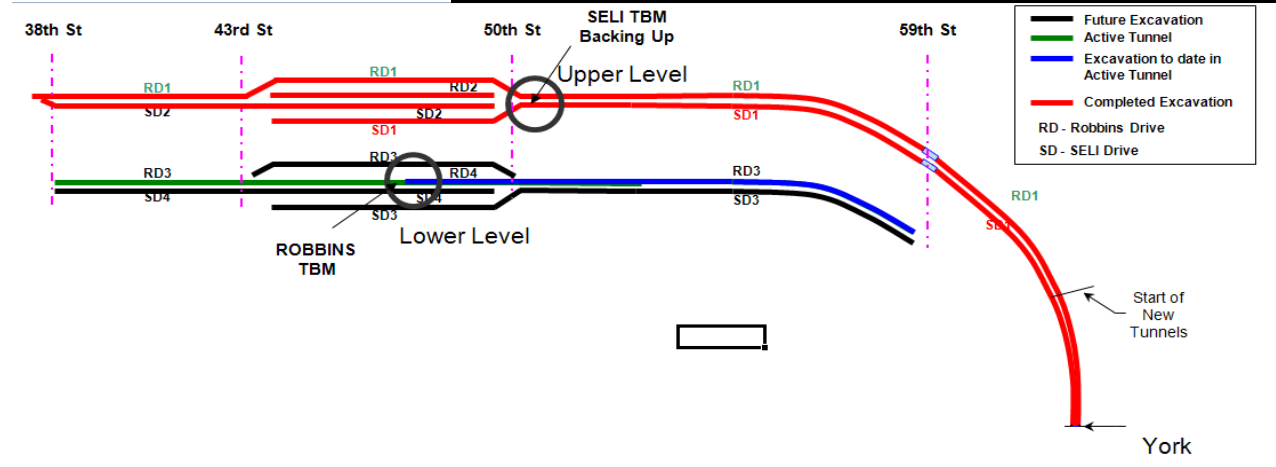 38th St
43rd St
50th St
SELI TBM
Backing Up
59th St
Future Excavation
Active Tunnel
Excavation to date in
Active Tunnel
Completed Excavation
RD - Robbins Drive
SD - SELI Drive
Upper Level
RD1
RD1
RD2
RD1
SD2
SD2
SD1
SD1
RD3
RD3
RD4
RD3
SD4
SD4
SD3
SD3
RD1
SD1
ROBBINS
TBM
Lower Level
Start of
New
Tunnels
York